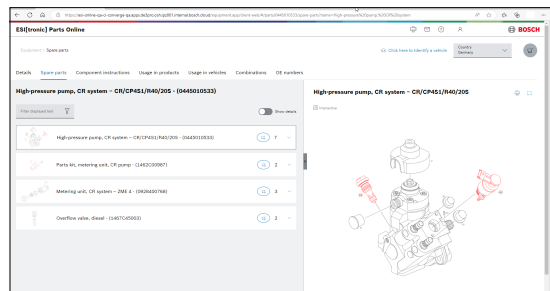 ESI[tronic] Parts Online
BOSCH
Equipment › Spare parts
Click here to identify a vehicle
Country
Germany
Details Spare parts Component instructions Usage in products Usage in vehicles Combinations OE numbers
High-pressure pump, CR system – CR/CP4S1/R40/20S - (0445010533)
Filter displayed text
Show details
High-pressure pump, CR system – CR/CP4S1/R40/20S - (0445010533)
7
Parts kit, metering unit, CR pump - (1462C00987)
2
Metering unit, CR system – ZME 4 - (0928400768)
3
Overflow valve, diesel - (1467C45003)
2
High-pressure pump, CR system – CR/CP4S1/R40/20S
Interactive